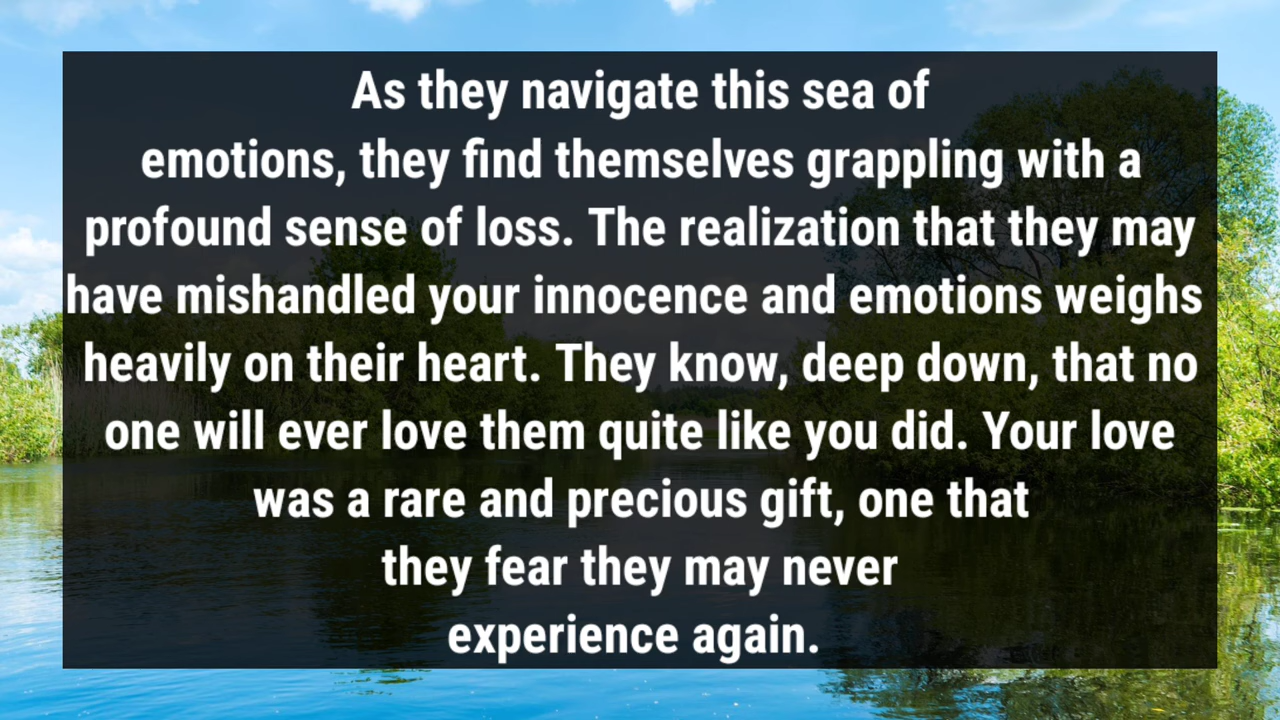 As they navigate this sea of
emotions, they find themselves grappling with a
profound sense of loss. The realization that they may
have mishandled your innocence and emotions weighs
heavily on their heart. They know, deep down, that no
one will ever love them quite like you did. Your love
was a rare and precious gift, one that
they fear they may never
experience again.